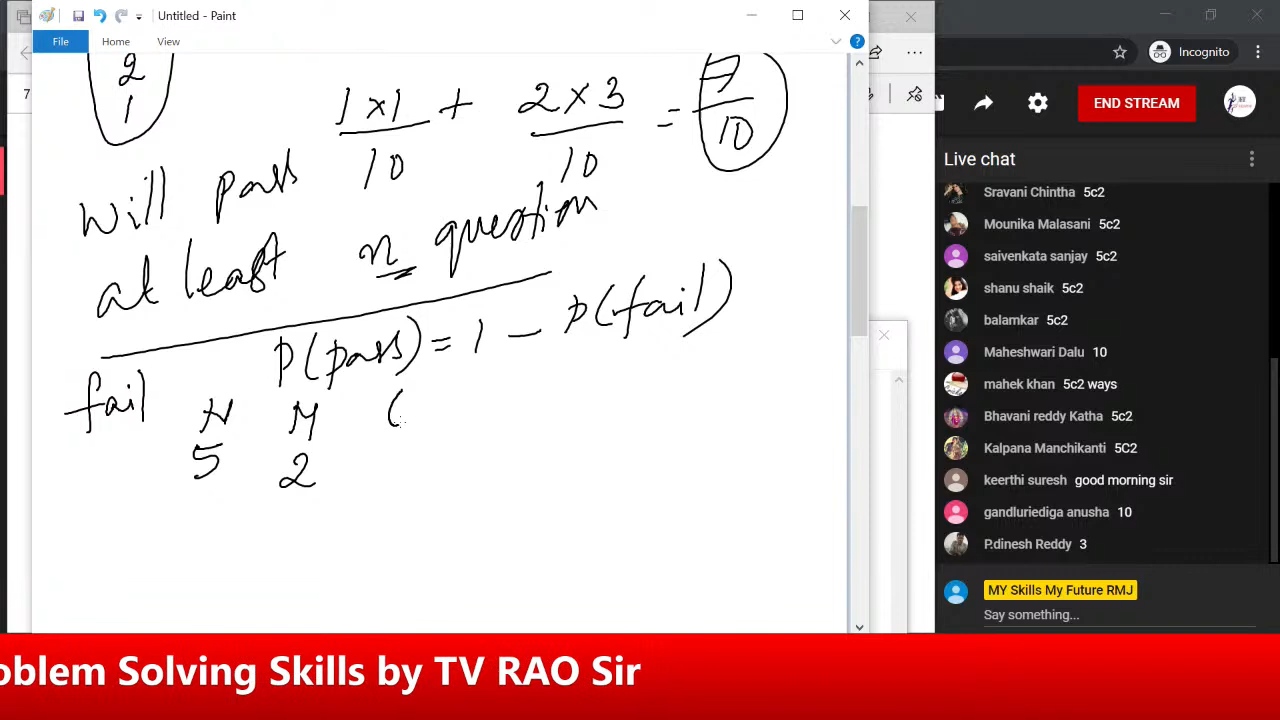 Untitled - Paint
File Home View
2
1
1x1 + 2x3 = 7
10 10 10
Will pass
at least n question
P(pass) = 1 - P(fail)
fail N M (
5 2
7
Incognito
END STREAM
Live chat
Sravani Chintha 5c2
Mounika Malasani 5c2
saivenkata sanjay 5c2
shanu shaik 5c2
balamkar 5c2
Maheshwari Dalu 10
mahek khan 5c2 ways
Bhavani reddy Katha 5c2
Kalpana Manchikanti 5C2
keerthi suresh good morning sir
gandluriediga anusha 10
P.dinesh Reddy 3
MY Skills My Future RMJ
Say something...
oblem Solving Skills by TV RAO Sir